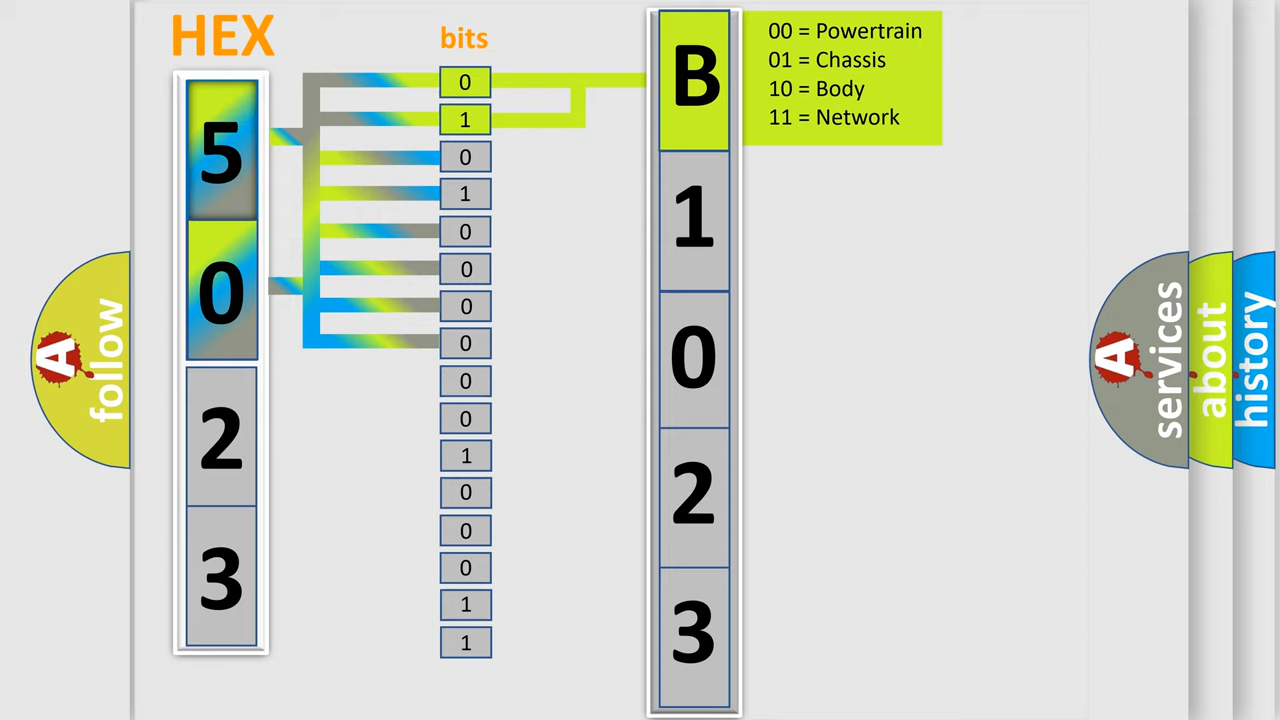 HEX
bits
5
0
2
3
0
1
0
1
0
0
0
0
0
0
1
0
0
0
1
1
B
1
0
2
3
00 = Powertrain
01 = Chassis
10 = Body
11 = Network
A
follow
A
services
about
history